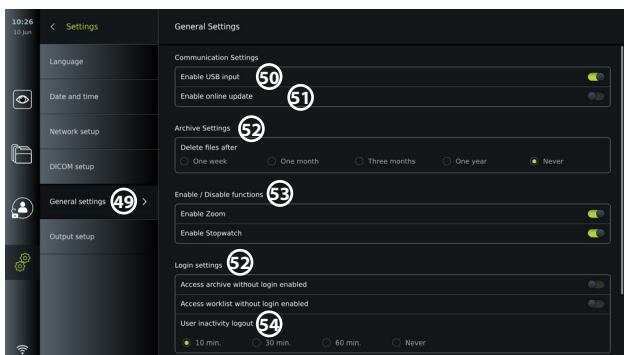 10:26
10 Jun
Settings
General Settings
Language
Date and time
Network setup
DICOM setup
General settings 49
Output setup
Communication Settings
Enable USB input 50
Enable online update 51
Archive Settings 52
Delete files after
One week One month Three months One year Never
Enable / Disable functions 53
Enable Zoom
Enable Stopwatch
Login settings 52
Access archive without login enabled
Access worklist without login enabled
User inactivity logout 54
10 min. 30 min. 60 min. Never